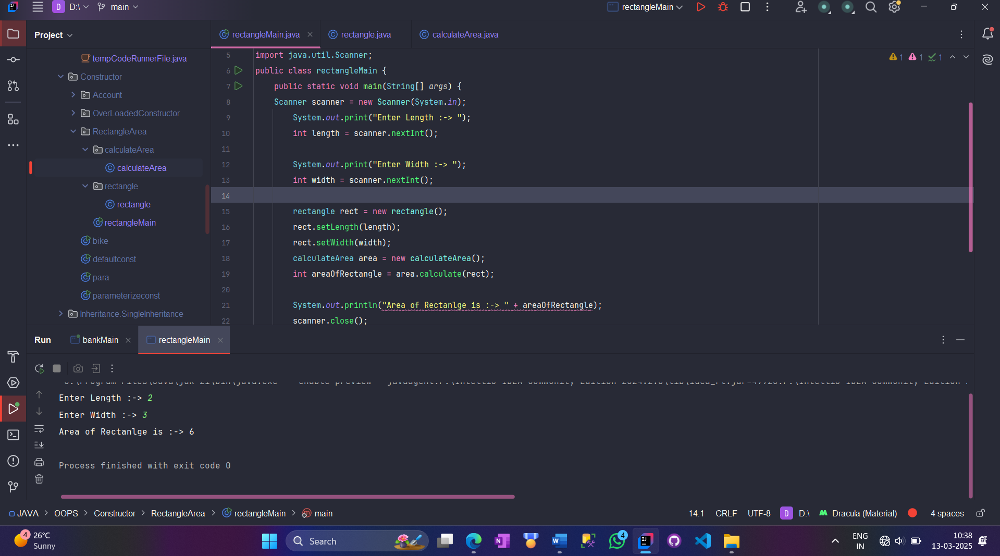 D D:\ main rectangleMain
Project
rectangleMain.java rectangle.java calculateArea.java
tempCodeRunnerFile.java
Constructor
Account
OverLoadedConstructor
RectangleArea
calculateArea
calculateArea
rectangle
rectangle
rectangleMain
bike
defaultconst
para
parameterizeconst
Inheritance.SingleInheritance
1 1 1
5 import java.util.Scanner;
6 public class rectangleMain {
7 public static void main(String[] args) {
8 Scanner scanner = new Scanner(System.in);
9 System.out.print("Enter Length :-> ");
10 int length = scanner.nextInt();
11
12 System.out.print("Enter Width :-> ");
13 int width = scanner.nextInt();
14
15 rectangle rect = new rectangle();
16 rect.setLength(length);
17 rect.setWidth(width);
18 calculateArea area = new calculateArea();
19 int areaOfRectangle = area.calculate(rect);
20
21 System.out.println("Area of Rectanlge is :-> " + areaOfRectangle);
22 scanner.close();
Run bankMain rectangleMain
Enter Length :-> 2
Enter Width :-> 3
Area of Rectanlge is :-> 6
Process finished with exit code 0
JAVA > OOPS > Constructor > RectangleArea > rectangleMain > main
14:1 CRLF UTF-8 D D:\ Dracula (Material) 4 spaces
4 26°C
Sunny
Search
4
ENG
IN
10:38
13-03-2025